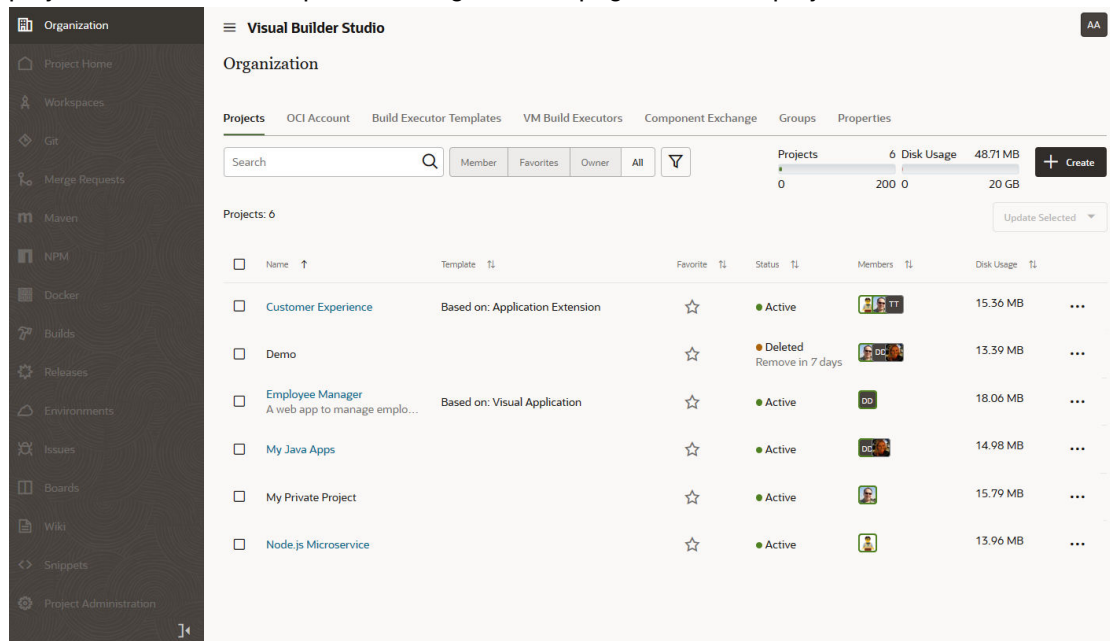 Organization
Project Home
Workspaces
Git
Merge Requests
Maven
NPM
Docker
Builds
Releases
Environments
Issues
Boards
Wiki
Snippets
Project Administration
Visual Builder Studio
AA
Organization
Projects OCI Account Build Executor Templates VM Build Executors Component Exchange Groups Properties
Search Member Favorites Owner All
Projects 6 Disk Usage 48.71 MB
0 200 0 20 GB
+ Create
Projects: 6
Update Selected
Name Template Favorite Status Members Disk Usage
Customer Experience Based on: Application Extension Active TT 15.36 MB
Demo Deleted DD 13.39 MB
Remove in 7 days
Employee Manager Based on: Visual Application Active DD 18.06 MB
A web app to manage emplo...
My Java Apps Active DD 14.98 MB
My Private Project Active 15.79 MB
Node.js Microservice Active 13.96 MB